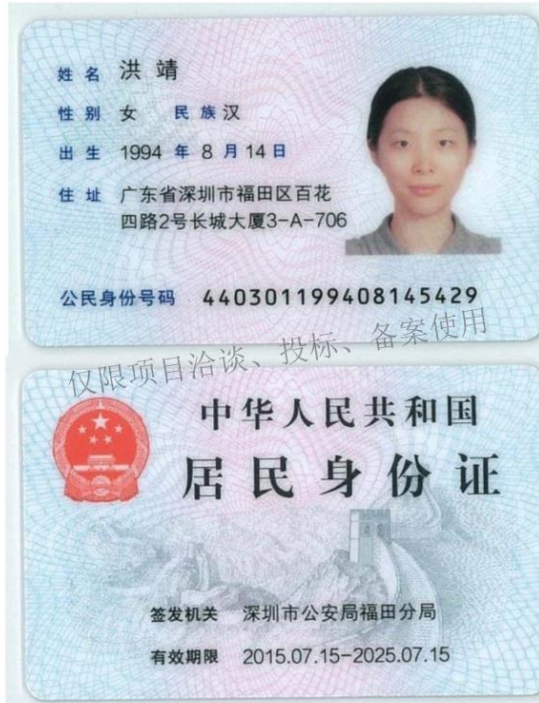 姓名 洪靖
性别 女 民族 汉
出生 1994 年 8 月 14 日
住址 广东省深圳市福田区百花
四路2号长城大厦3-A-706
公民身份号码 440301199408145429
仅限项目洽谈、投标、备案使用
中华人民共和国
居民身份证
签发机关 深圳市公安局福田分局
有效期限 2015.07.15-2025.07.15